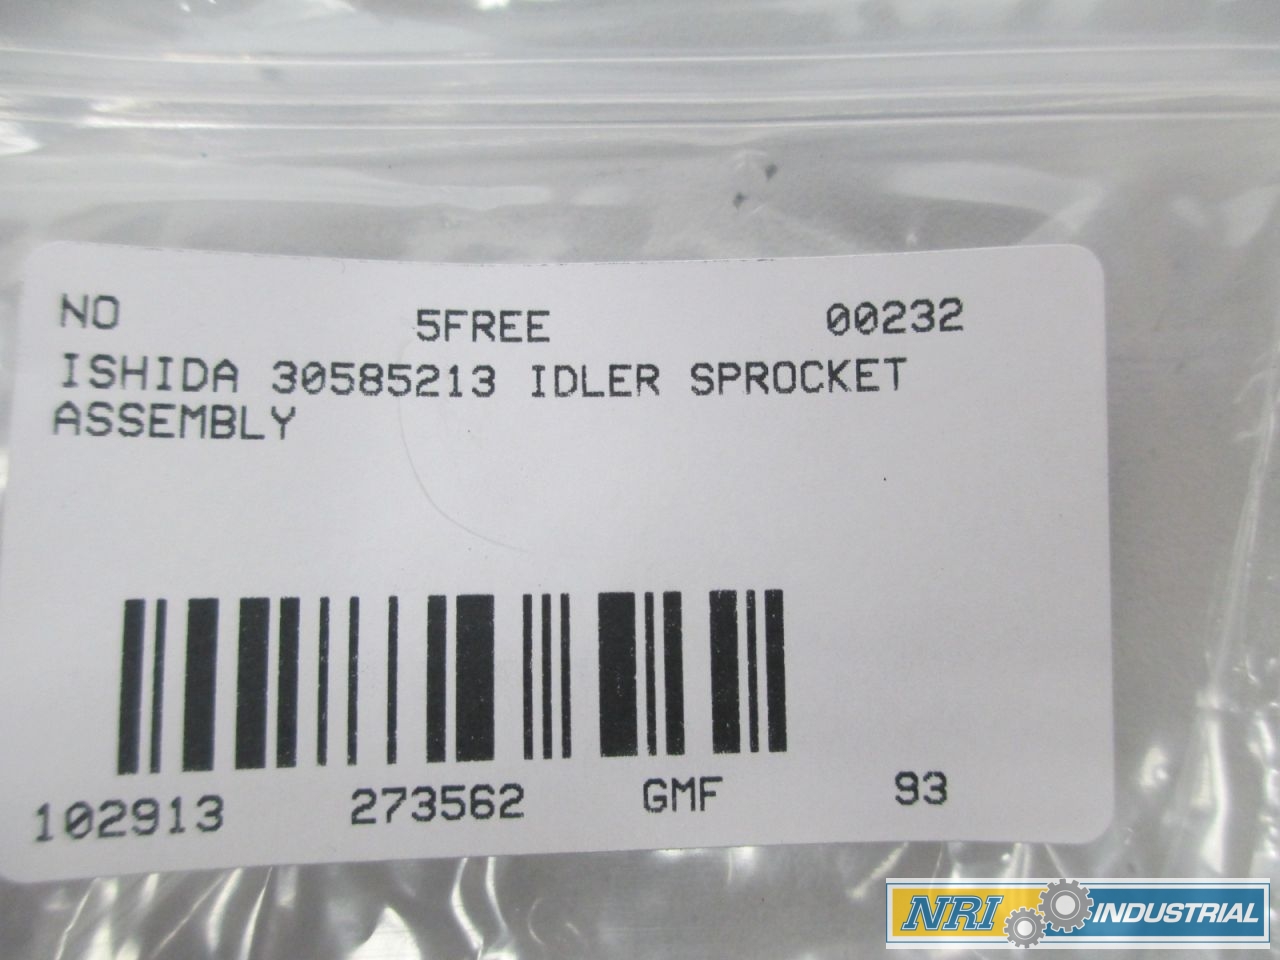 NO 5FREE 00232
ISHIDA 30585213 IDLER SPROCKET
ASSEMBLY
102913 273562 GMF 93
NRI INDUSTRIAL